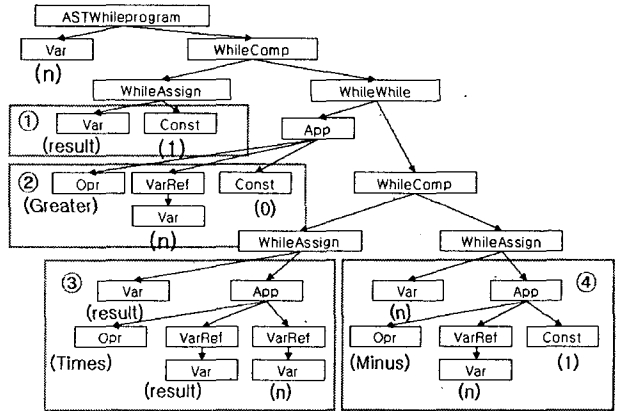 ASTWhileprogram
Var WhileComp
(n)
WhileAssign WhileWhile
① Var Const App
(result) (1)
② Opr VarRef Const WhileComp
(Greater) (0)
Var
(n) WhileAssign WhileAssign
③ Var App Var App ④
(result) (n)
Opr VarRef VarRef Opr VarRef Const
(Times) (Minus) (1)
Var Var Var
(result) (n) (n)